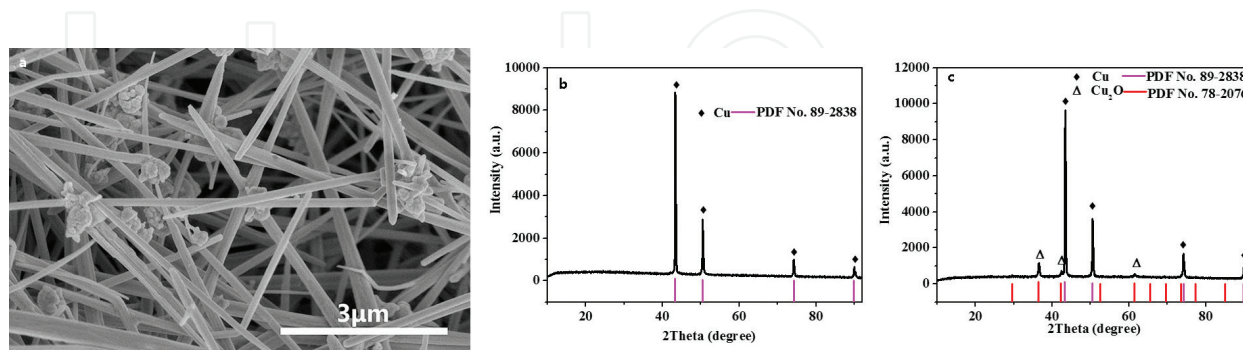 a
3μm
b
10000
8000
6000
4000
2000
0
Intensity (a.u.)
♦ Cu — PDF No. 89-2838
20 40 60 80
2Theta (degree)
c
12000
10000
8000
6000
4000
2000
0
Intensity (a.u.)
♦ Cu — PDF No. 89-2838
Δ Cu₂O — PDF No. 78-2076
20 40 60 80
2Theta (degree)